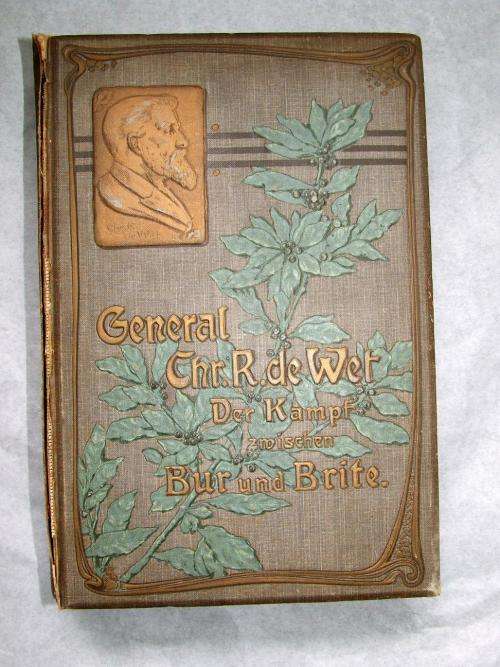 General
Chr. R. de Wet
Der Kampf
zwischen
Bur und Brite.